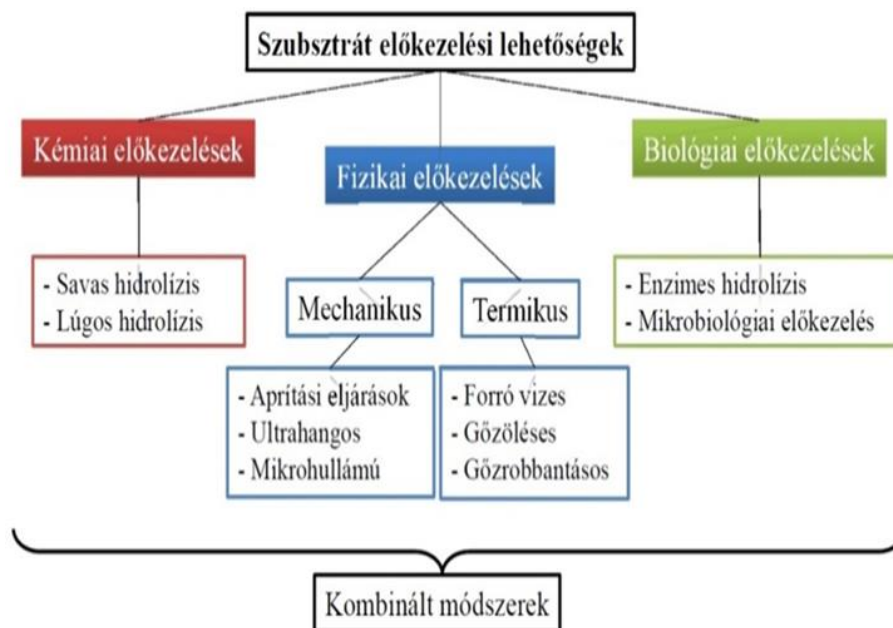 Szubsztrát előkezelési lehetőségek
Kémiai előkezelések
Fizikai előkezelések
Biológiai előkezelések
- Savas hidrolízis
- Lúgos hidrolízis
Mechanikus
Termikus
- Enzimes hidrolízis
- Mikrobiológiai előkezelés
- Aprítási eljárások
- Ultrahangos
- Mikrohullámú
- Forró vizes
- Gőzöléses
- Gőzrobbantásos
Kombinált módszerek